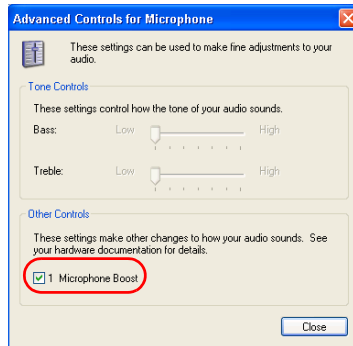 Advanced Controls for Microphone
These settings can be used to make fine adjustments to your
audio.
Tone Controls
These settings control how the tone of your audio sounds.
Bass:
Low
High
Treble:
Low
High
Other Controls
These settings make other changes to how your audio sounds. See
your hardware documentation for details.
1 Microphone Boost
Close